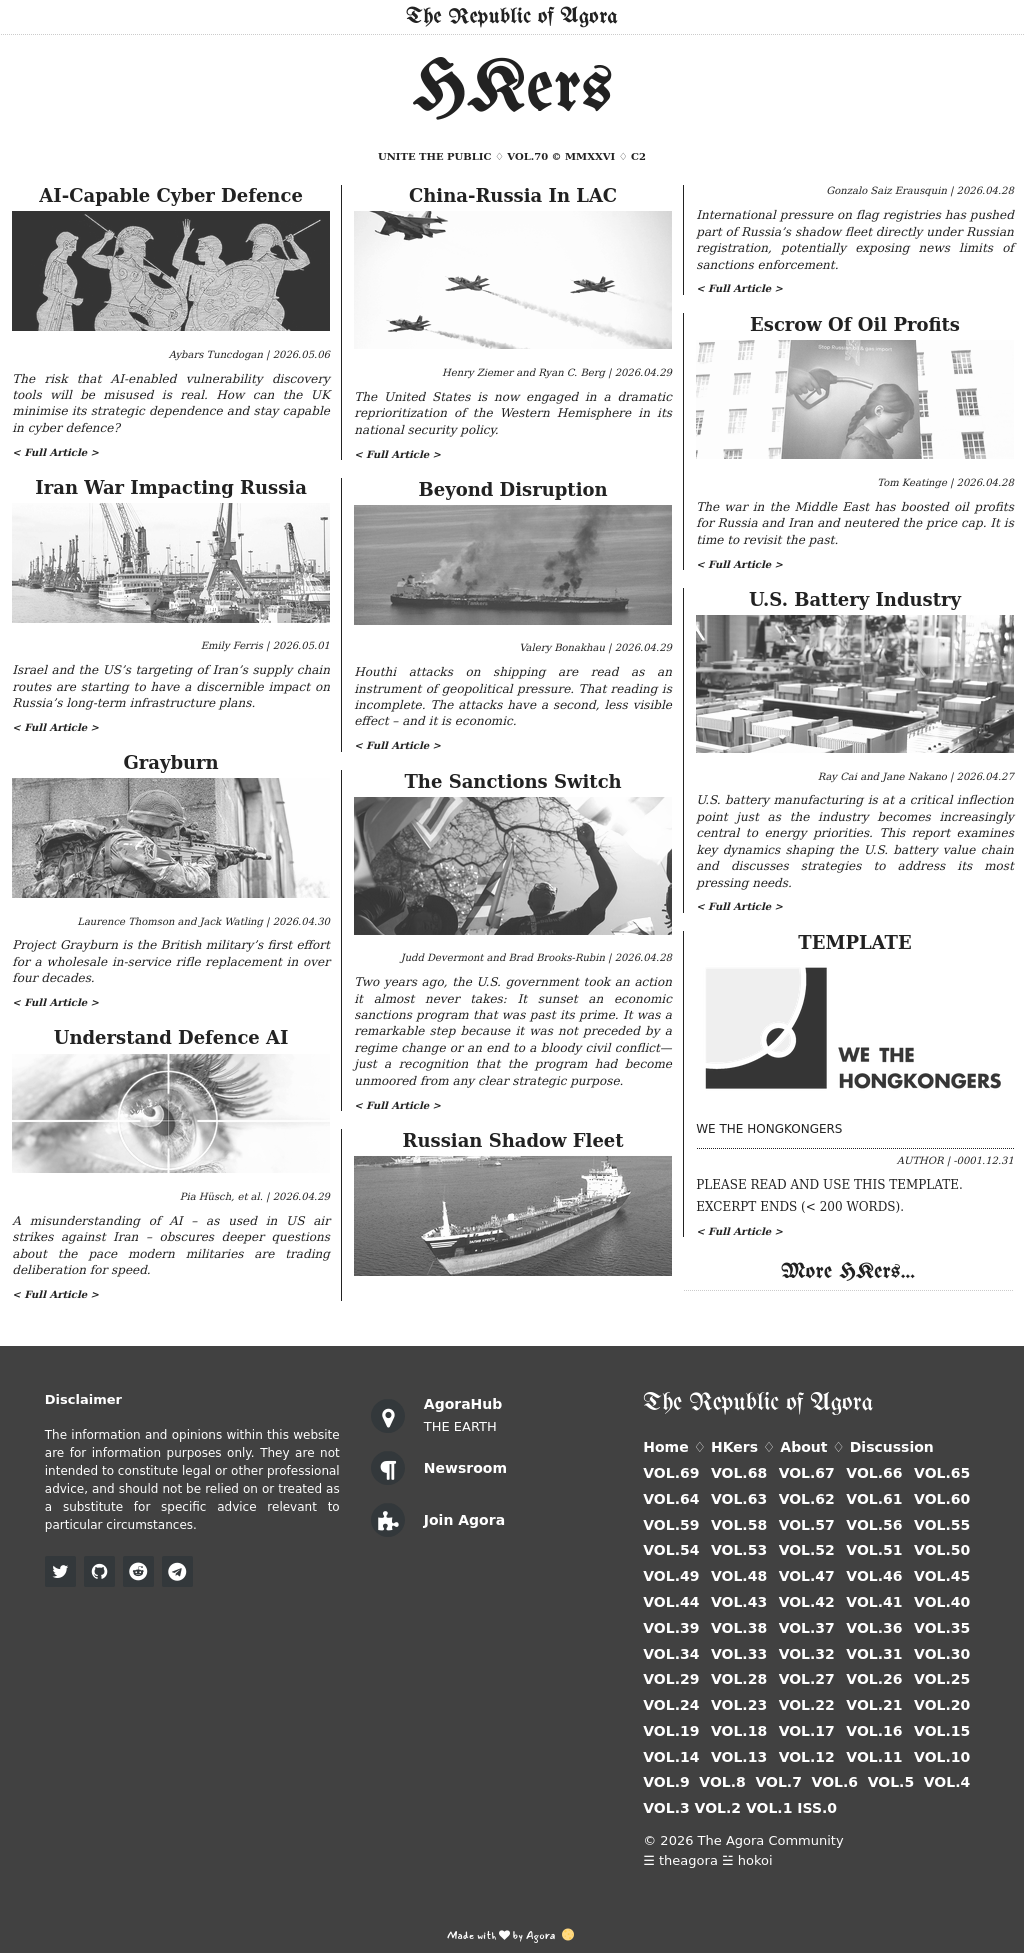 The Republic of Agora
HKers
UNITE THE PUBLIC ♢ VOL.70 © MMXXVI ♢ C2
AI-Capable Cyber Defence
Aybars Tuncdogan | 2026.05.06
The risk that AI-enabled vulnerability discovery
tools will be misused is real. How can the UK
minimise its strategic dependence and stay capable
in cyber defence?
< Full Article >
Iran War Impacting Russia
Emily Ferris | 2026.05.01
Israel and the US’s targeting of Iran’s supply chain
routes are starting to have a discernible impact on
Russia’s long-term infrastructure plans.
< Full Article >
Grayburn
Laurence Thomson and Jack Watling | 2026.04.30
Project Grayburn is the British military’s first effort
for a wholesale in-service rifle replacement in over
four decades.
< Full Article >
Understand Defence AI
Pia Hüsch, et al. | 2026.04.29
A misunderstanding of AI – as used in US air
strikes against Iran – obscures deeper questions
about the pace modern militaries are trading
deliberation for speed.
< Full Article >
China-Russia In LAC
Henry Ziemer and Ryan C. Berg | 2026.04.29
The United States is now engaged in a dramatic
reprioritization of the Western Hemisphere in its
national security policy.
< Full Article >
Beyond Disruption
Valery Bonakhau | 2026.04.29
Houthi attacks on shipping are read as an
instrument of geopolitical pressure. That reading is
incomplete. The attacks have a second, less visible
effect – and it is economic.
< Full Article >
The Sanctions Switch
Judd Devermont and Brad Brooks-Rubin | 2026.04.28
Two years ago, the U.S. government took an action
it almost never takes: It sunset an economic
sanctions program that was past its prime. It was a
remarkable step because it was not preceded by a
regime change or an end to a bloody civil conflict—
just a recognition that the program had become
unmoored from any clear strategic purpose.
< Full Article >
Russian Shadow Fleet
Gonzalo Saiz Erausquin | 2026.04.28
International pressure on flag registries has pushed
part of Russia’s shadow fleet directly under Russian
registration, potentially exposing news limits of
sanctions enforcement.
< Full Article >
Escrow Of Oil Profits
Tom Keatinge | 2026.04.28
The war in the Middle East has boosted oil profits
for Russia and Iran and neutered the price cap. It is
time to revisit the past.
< Full Article >
U.S. Battery Industry
Ray Cai and Jane Nakano | 2026.04.27
U.S. battery manufacturing is at a critical inflection
point just as the industry becomes increasingly
central to energy priorities. This report examines
key dynamics shaping the U.S. battery value chain
and discusses strategies to address its most
pressing needs.
< Full Article >
TEMPLATE
WE THE
HONGKONGERS
WE THE HONGKONGERS
AUTHOR | -0001.12.31
PLEASE READ AND USE THIS TEMPLATE.
EXCERPT ENDS (< 200 WORDS).
< Full Article >
More HKers...
Disclaimer
The information and opinions within this website
are for information purposes only. They are not
intended to constitute legal or other professional
advice, and should not be relied on or treated as
a substitute for specific advice relevant to
particular circumstances.
AgoraHub
THE EARTH
Newsroom
Join Agora
The Republic of Agora
Home ♢ HKers ♢ About ♢ Discussion
VOL.69 VOL.68 VOL.67 VOL.66 VOL.65
VOL.64 VOL.63 VOL.62 VOL.61 VOL.60
VOL.59 VOL.58 VOL.57 VOL.56 VOL.55
VOL.54 VOL.53 VOL.52 VOL.51 VOL.50
VOL.49 VOL.48 VOL.47 VOL.46 VOL.45
VOL.44 VOL.43 VOL.42 VOL.41 VOL.40
VOL.39 VOL.38 VOL.37 VOL.36 VOL.35
VOL.34 VOL.33 VOL.32 VOL.31 VOL.30
VOL.29 VOL.28 VOL.27 VOL.26 VOL.25
VOL.24 VOL.23 VOL.22 VOL.21 VOL.20
VOL.19 VOL.18 VOL.17 VOL.16 VOL.15
VOL.14 VOL.13 VOL.12 VOL.11 VOL.10
VOL.9 VOL.8 VOL.7 VOL.6 VOL.5 VOL.4
VOL.3 VOL.2 VOL.1 ISS.0
© 2026 The Agora Community
☰ theagora ☱ hokoi
Made with ♥ by Agora